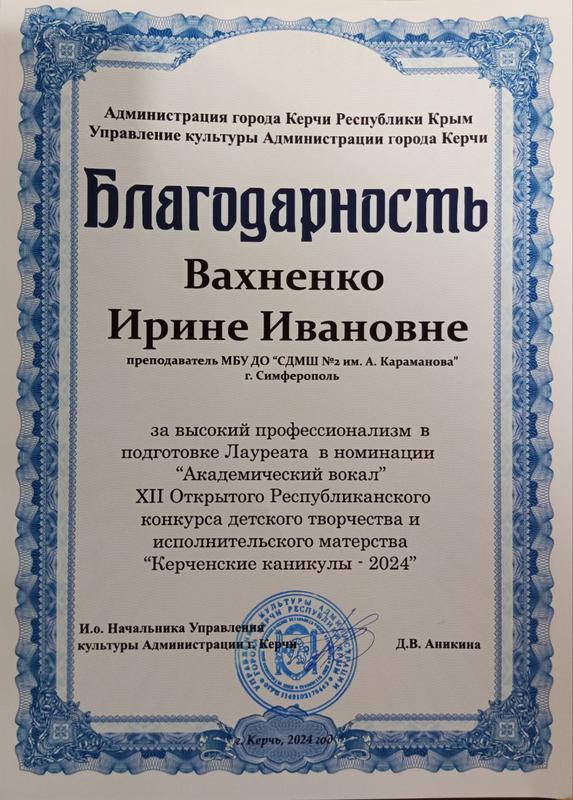 Администрация города Керчи Республики Крым
Управление культуры Администрации города Керчи
Благодарность
Вахненко
Ирине Ивановне
преподаватель МБУ ДО "СДМШ №2 им. А. Караманова"
г. Симферополь
за высокий профессионализм в
подготовке Лауреата в номинации
"Академический вокал"
XII Открытого Республиканского
конкурса детского творчества и
исполнительского матерства
"Керченские каникулы - 2024"
И.о. Начальника Управления
культуры Администрации г. Керчи
Д.В. Аникина
г. Керчь, 2024 год